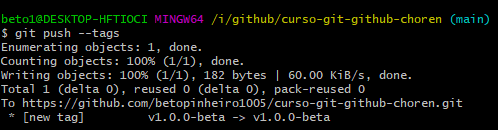 beto1@DESKTOP-HFTIOCI MINGW64 /i/github/curso-git-github-choren (main)
$ git push --tags
Enumerating objects: 1, done.
Counting objects: 100% (1/1), done.
Writing objects: 100% (1/1), 182 bytes | 60.00 KiB/s, done.
Total 1 (delta 0), reused 0 (delta 0), pack-reused 0
To https://github.com/betopinheiro1005/curso-git-github-choren.git
 * [new tag]         v1.0.0-beta -> v1.0.0-beta